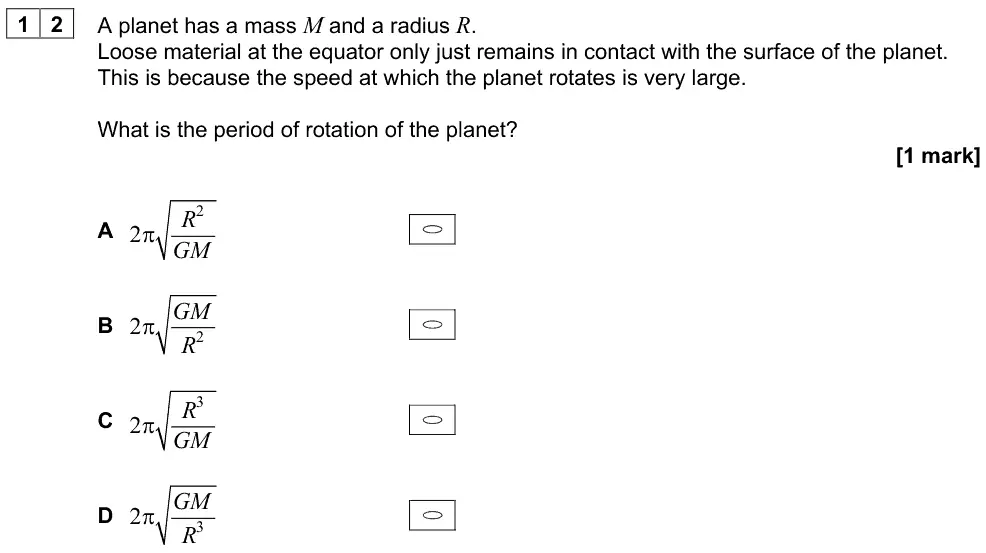 1 2 A planet has a mass M and a radius R.
Loose material at the equator only just remains in contact with the surface of the planet.
This is because the speed at which the planet rotates is very large.
What is the period of rotation of the planet?
[1 mark]
A 2π√(R²/GM)
B 2π√(GM/R²)
C 2π√(R³/GM)
D 2π√(GM/R³)